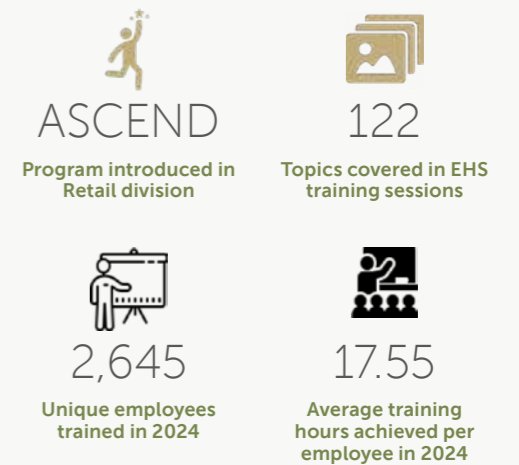 ASCEND
Program introduced in
Retail division
122
Topics covered in EHS
training sessions
2,645
Unique employees
trained in 2024
17.55
Average training
hours achieved per
employee in 2024